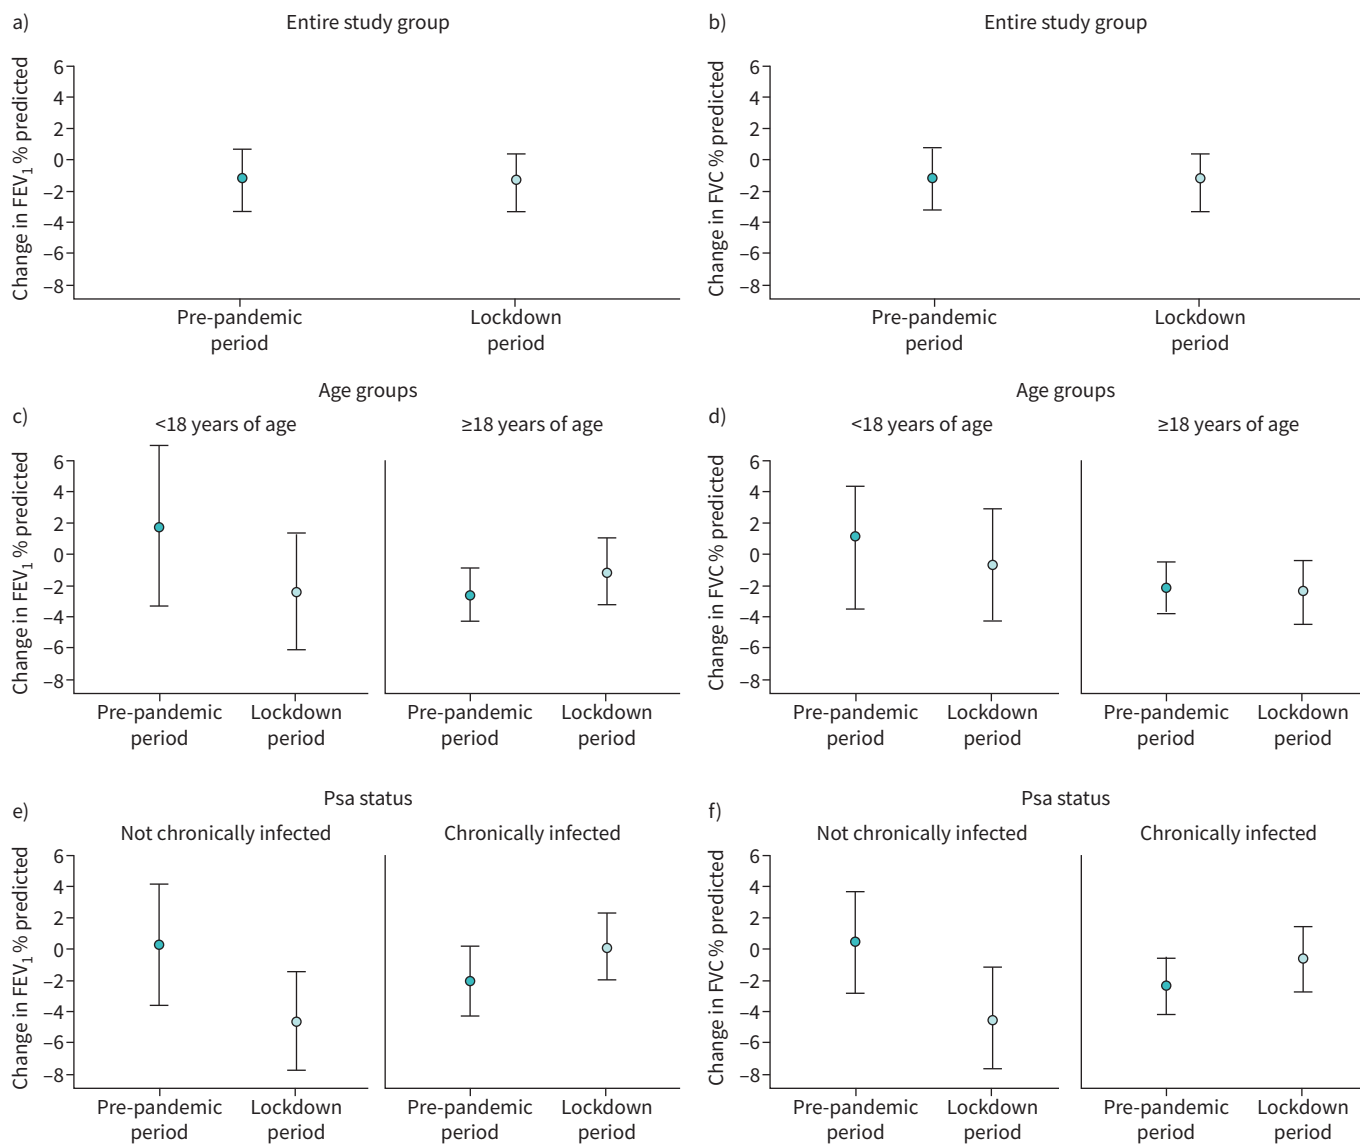 a)
Entire study group
Change in FEV1 % predicted
6
4
2
0
–2
–4
–6
–8
Pre-pandemic
period
Lockdown
period
b)
Entire study group
Change in FVC % predicted
6
4
2
0
–2
–4
–6
–8
Pre-pandemic
period
Lockdown
period
c)
Age groups
<18 years of age
≥18 years of age
Change in FEV1 % predicted
6
4
2
0
–2
–4
–6
–8
Pre-pandemic
period
Lockdown
period
Pre-pandemic
period
Lockdown
period
d)
Age groups
<18 years of age
≥18 years of age
Change in FVC % predicted
6
4
2
0
–2
–4
–6
–8
Pre-pandemic
period
Lockdown
period
Pre-pandemic
period
Lockdown
period
e)
Psa status
Not chronically infected
Chronically infected
Change in FEV1 % predicted
6
4
2
0
–2
–4
–6
–8
Pre-pandemic
period
Lockdown
period
Pre-pandemic
period
Lockdown
period
f)
Psa status
Not chronically infected
Chronically infected
Change in FVC % predicted
6
4
2
0
–2
–4
–6
–8
Pre-pandemic
period
Lockdown
period
Pre-pandemic
period
Lockdown
period